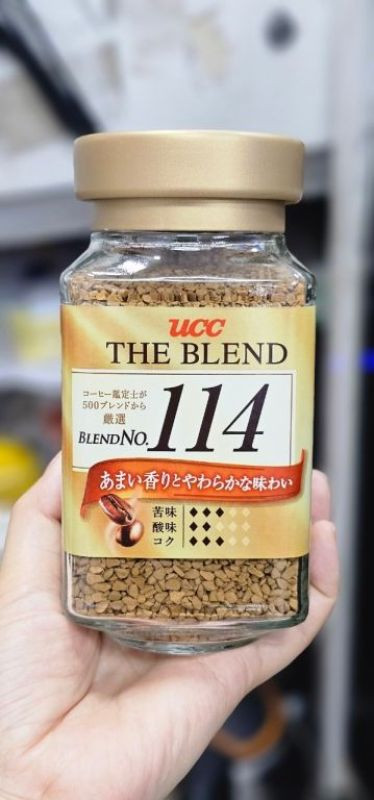 UCC
THE BLEND
コーヒー鑑定士が
500ブレンドから
厳選
BLEND NO. 114
あまい香りとやわらかな味わい
苦味
酸味
コク